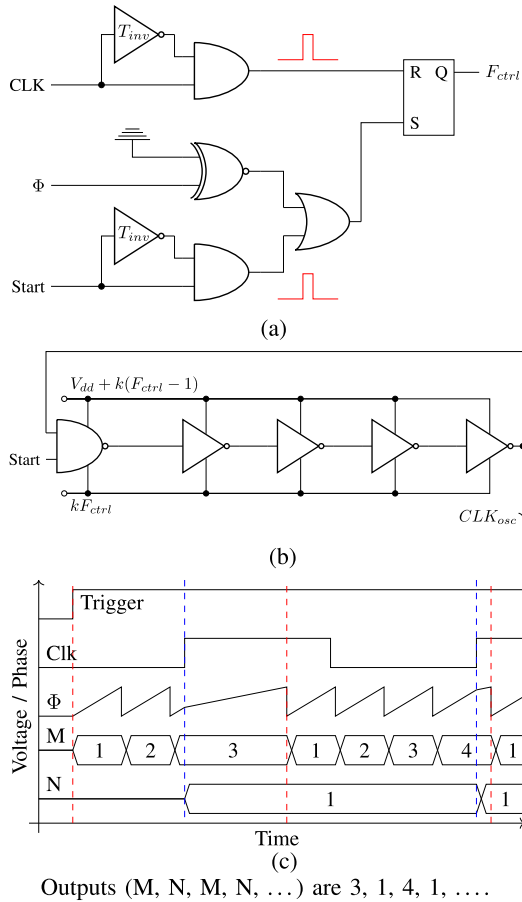 T_inv
CLK
R Q
F_ctrl
S
Φ
T_inv
Start
(a)
V_dd + k(F_ctrl − 1)
Start
kF_ctrl
CLK_osc
(b)
Voltage / Phase
Trigger
Clk
Φ
M
1 2 3 1 2 3 4 1
N
1 1
Time
(c)
Outputs (M, N, M, N, ...) are 3, 1, 4, 1, ....